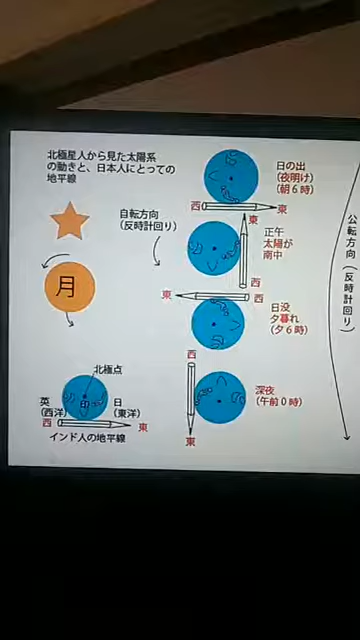 北極星人から見た太陽系
の動きと、日本人にとっての
地平線
日の出
(夜明け)
(朝6時)
西
東
自転方向
(反時計回り)
東
正午
太陽が
南中
西
月
東
西
日没
夕暮れ
(夕6時)
公転方向(反時計回り)
西
深夜
(午前0時)
東
北極点
英
(西洋)
印
日
(東洋)
西
東
インド人の地平線